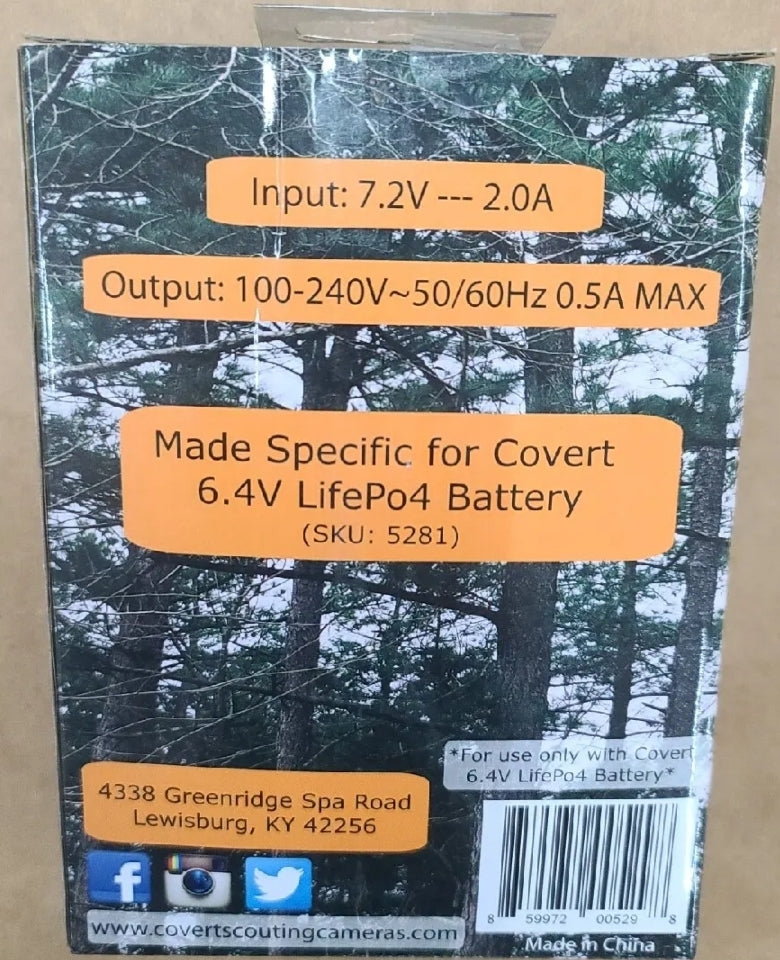 Input: 7.2V --- 2.0A
Output: 100-240V~50/60Hz 0.5A MAX
Made Specific for Covert
6.4V LifePo4 Battery
(SKU: 5281)
*For use only with Covert
6.4V LifePo4 Battery*
4338 Greenridge Spa Road
Lewisburg, KY 42256
f
www.covertscoutingcameras.com
8 59972 00529 8
Made in China